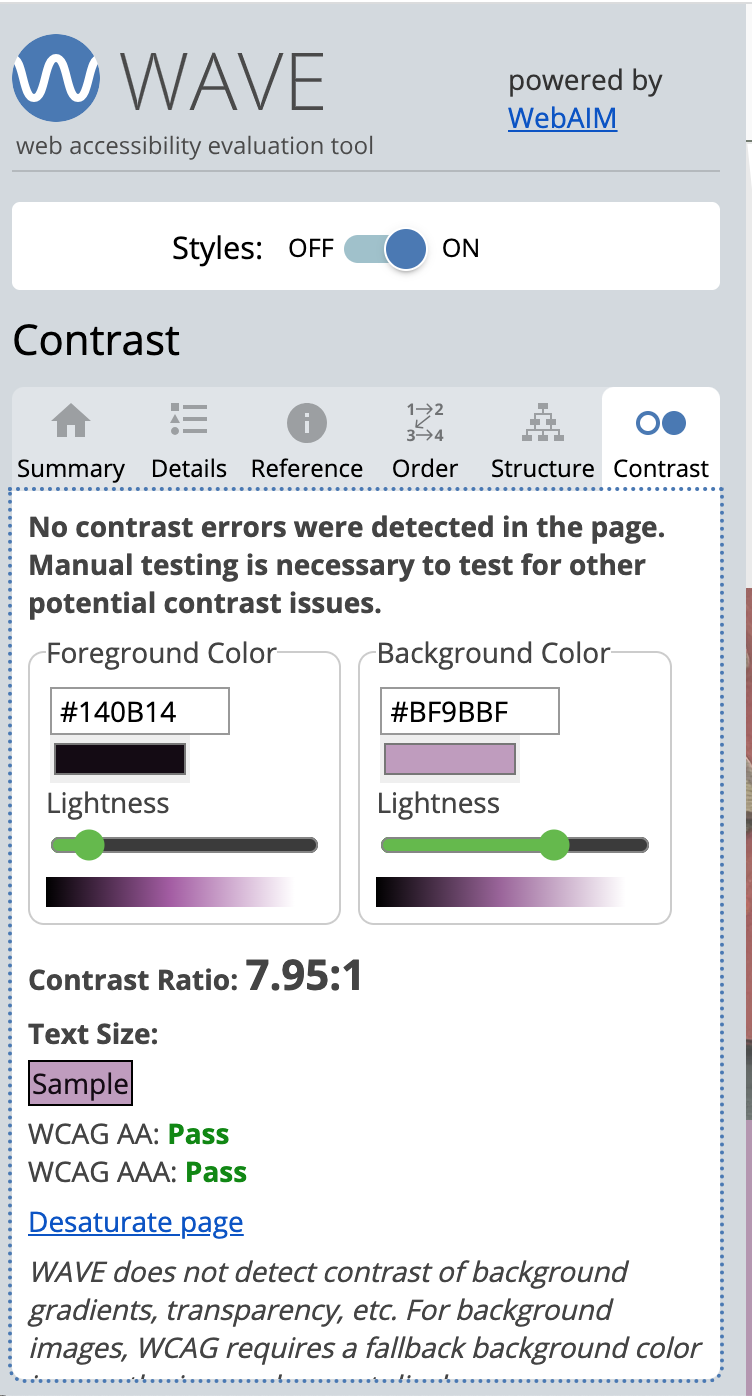 WAVE
powered by
WebAIM
web accessibility evaluation tool
Styles: OFF ON
Contrast
1 2
3 4
Summary Details Reference Order Structure Contrast
No contrast errors were detected in the page.
Manual testing is necessary to test for other
potential contrast issues.
Foreground Color Background Color
#140B14 #BF9BBF
Lightness Lightness
Contrast Ratio: 7.95:1
Text Size:
Sample
WCAG AA: Pass
WCAG AAA: Pass
Desaturate page
WAVE does not detect contrast of background
gradients, transparency, etc. For background
images, WCAG requires a fallback background color